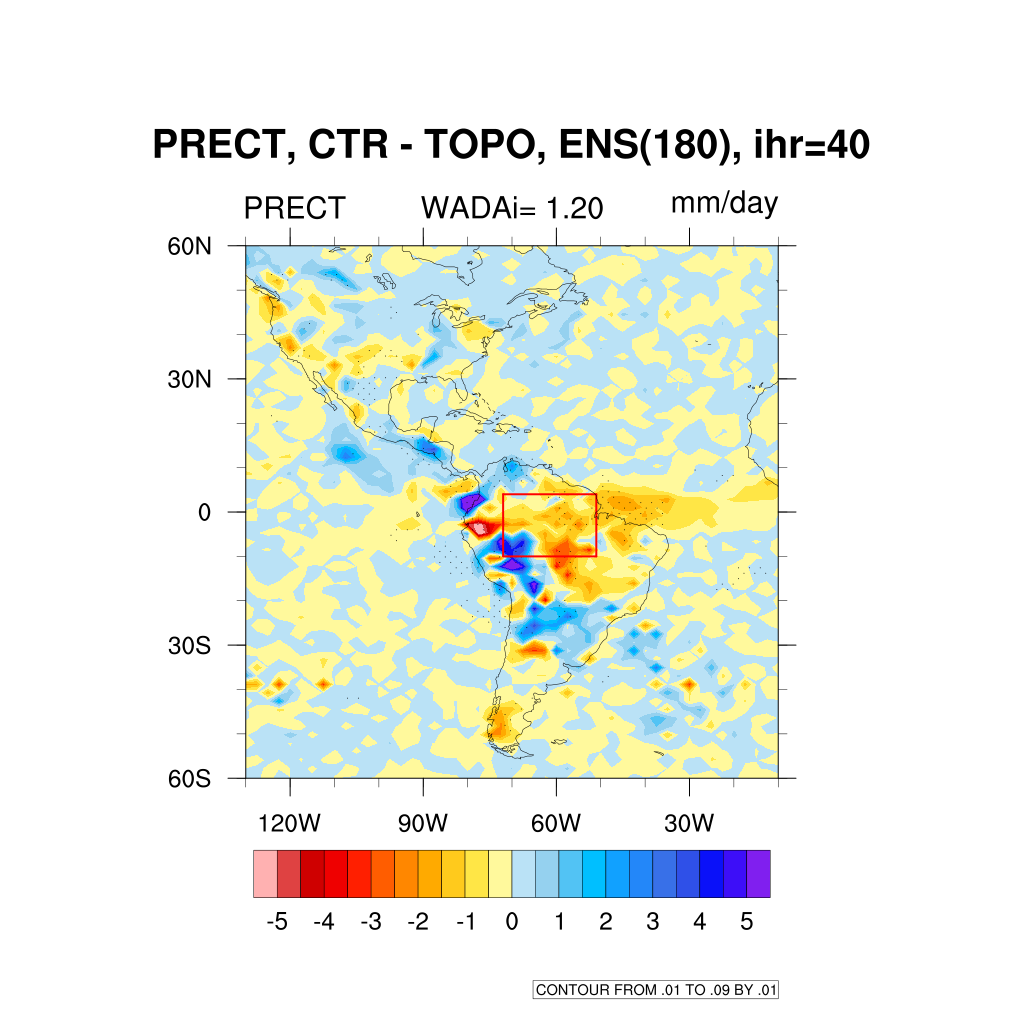 PRECT, CTR - TOPO, ENS(180), ihr=40
PRECT WADAi= 1.20 mm/day
60N
30N
0
30S
60S
120W 90W 60W 30W
-5 -4 -3 -2 -1 0 1 2 3 4 5
CONTOUR FROM .01 TO .09 BY .01